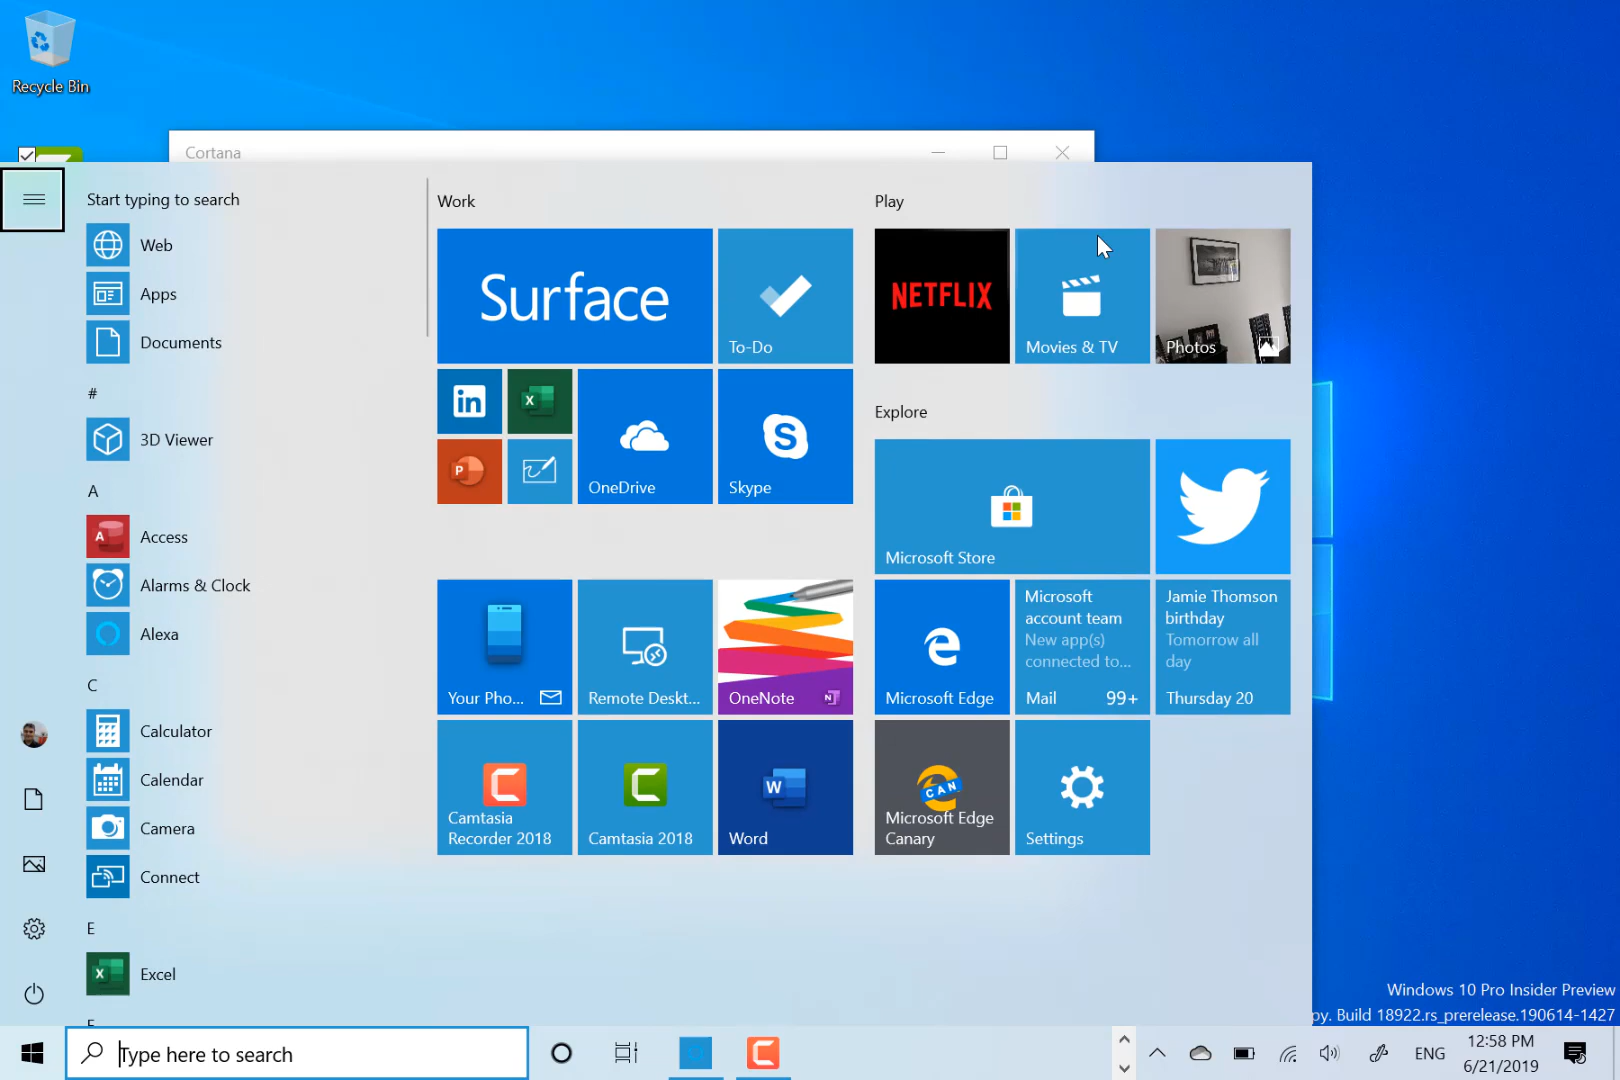 Recycle Bin
Cortana
Start typing to search
Web
Apps
Documents
#
3D Viewer
A
Access
Alarms & Clock
Alexa
C
Calculator
Calendar
Camera
Connect
E
Excel
Work
Surface
To-Do
in
X
P
OneDrive
S
Skype
Your Pho...
Remote Deskt...
OneNote
N
Camtasia
Recorder 2018
Camtasia 2018
W
Word
Play
NETFLIX
Movies & TV
Photos
Explore
Microsoft Store
Microsoft Edge
Microsoft
account team
New app(s)
connected to...
Mail 99+
Jamie Thomson
birthday
Tomorrow all
day
Thursday 20
CAN
Microsoft Edge
Canary
Settings
Windows 10 Pro Insider Preview
py. Build 18922.rs_prerelease.190614-1427
Type here to search
ENG
12:58 PM
6/21/2019